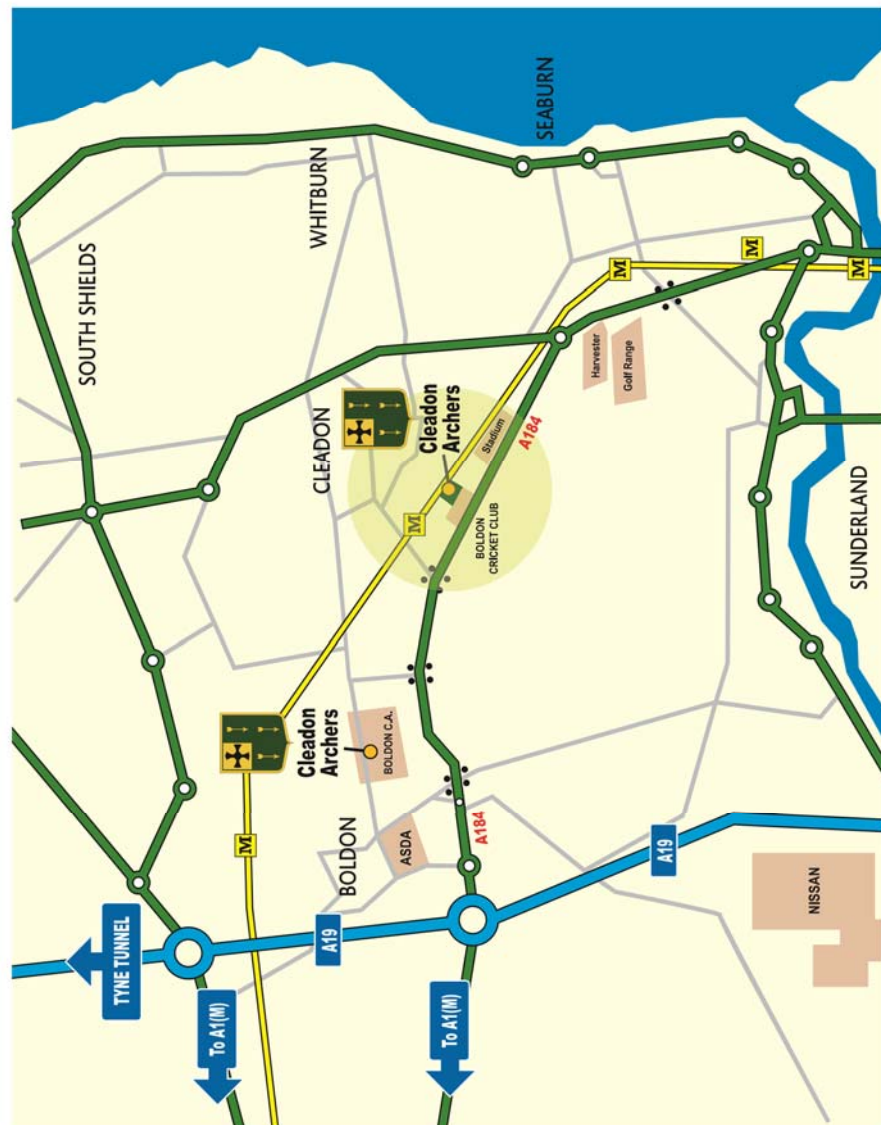 SOUTH SHIELDS
WHITBURN
SEABURN
CLEADON
Cleadon
Archers
M
Stadium
A184
BOLDON
CRICKET CLUB
Harvester
Golf Range
M
M
M
SUNDERLAND
Cleadon
Archers
BOLDON C.A.
M
BOLDON
ASDA
A184
A19
A19
NISSAN
TYNE TUNNEL
To A1(M)
To A1(M)